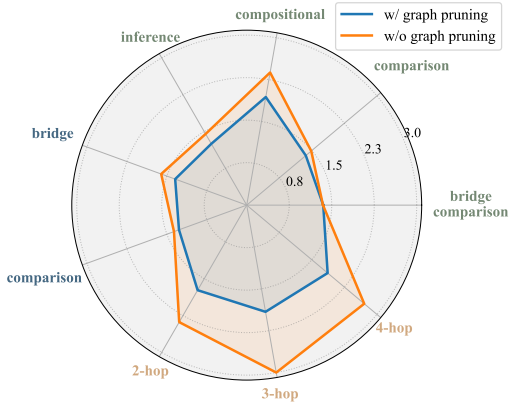 compositional
w/ graph pruning
w/o graph pruning
inference
comparison
bridge
3.0
2.3
1.5
0.8
bridge
comparison
comparison
4-hop
2-hop
3-hop